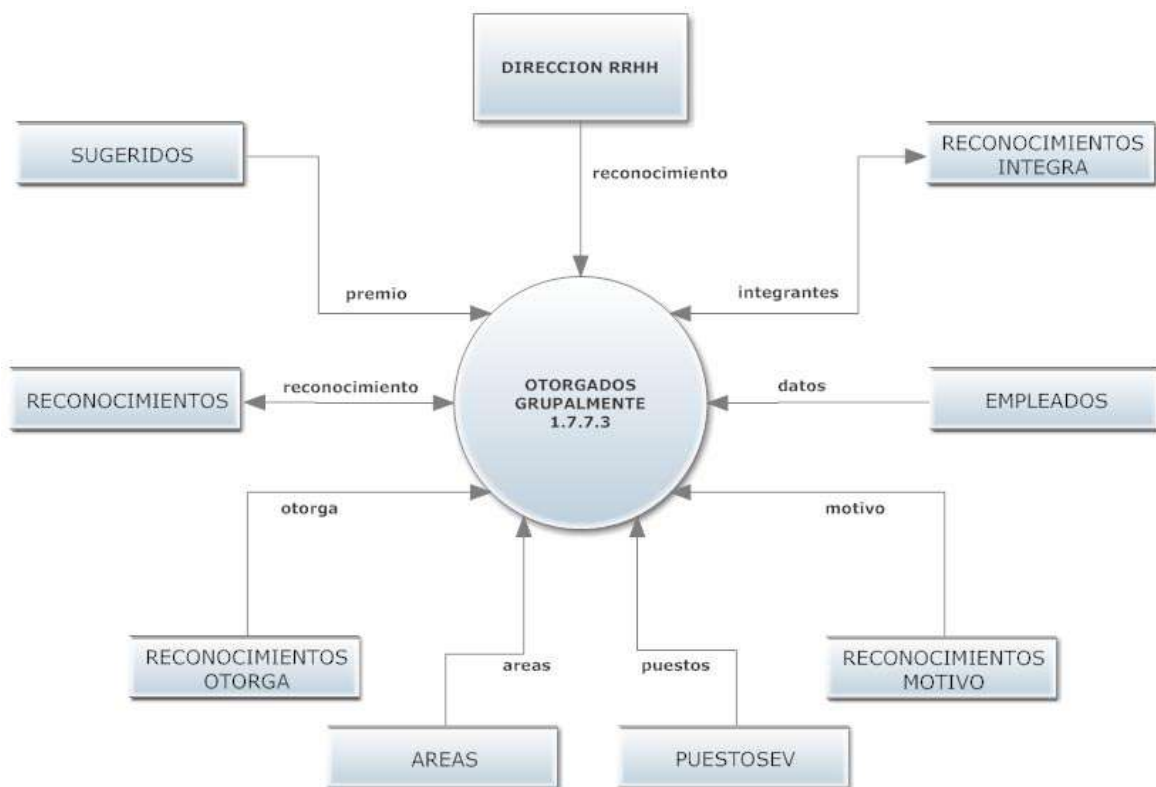 DIRECCION RRHH
SUGERIDOS
RECONOCIMIENTOS
INTEGRA
reconocimiento
premio
integrantes
RECONOCIMIENTOS
reconocimiento
OTORGADOS
GRUPALMENTE
1.7.7.3
datos
EMPLEADOS
otorga
motivo
RECONOCIMIENTOS
OTORGA
areas
puestos
RECONOCIMIENTOS
MOTIVO
AREAS
PUESTOSEV